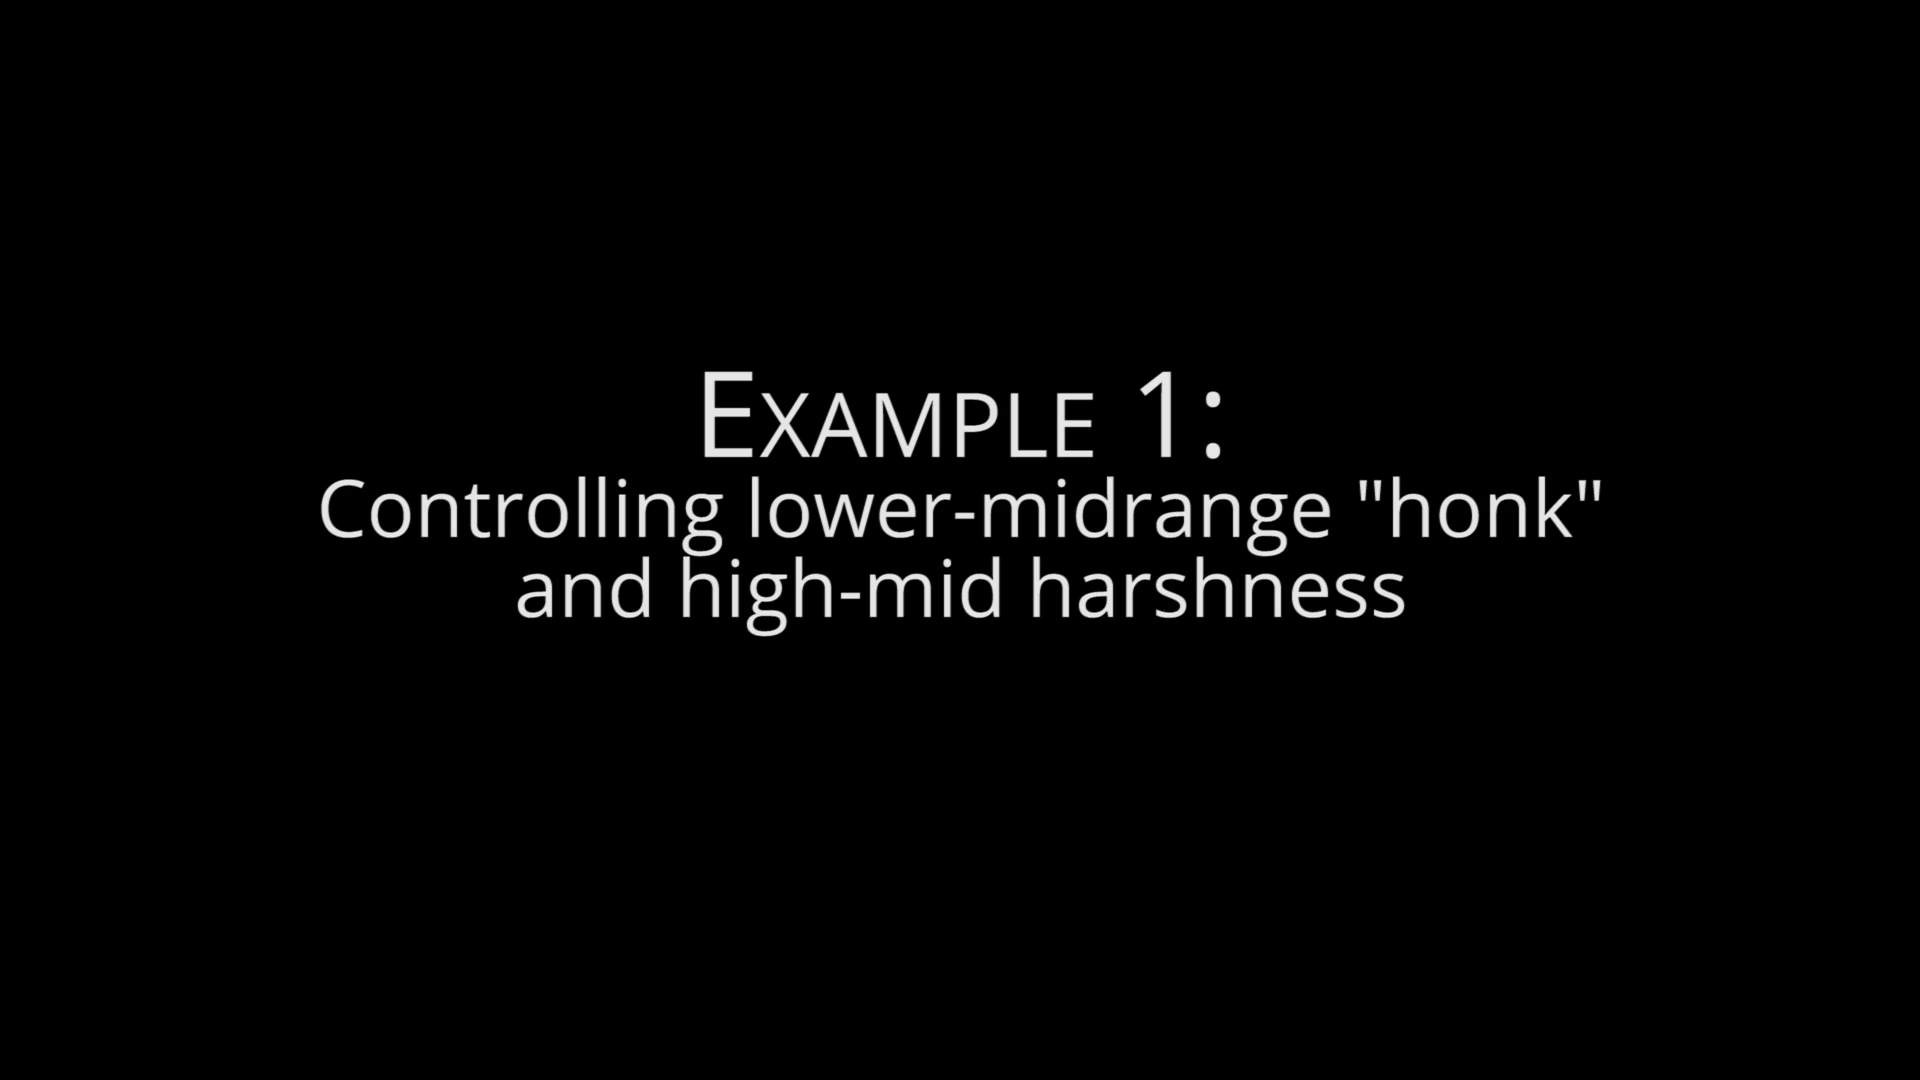 Example 1:
Controlling lower-midrange "honk"
and high-mid harshness